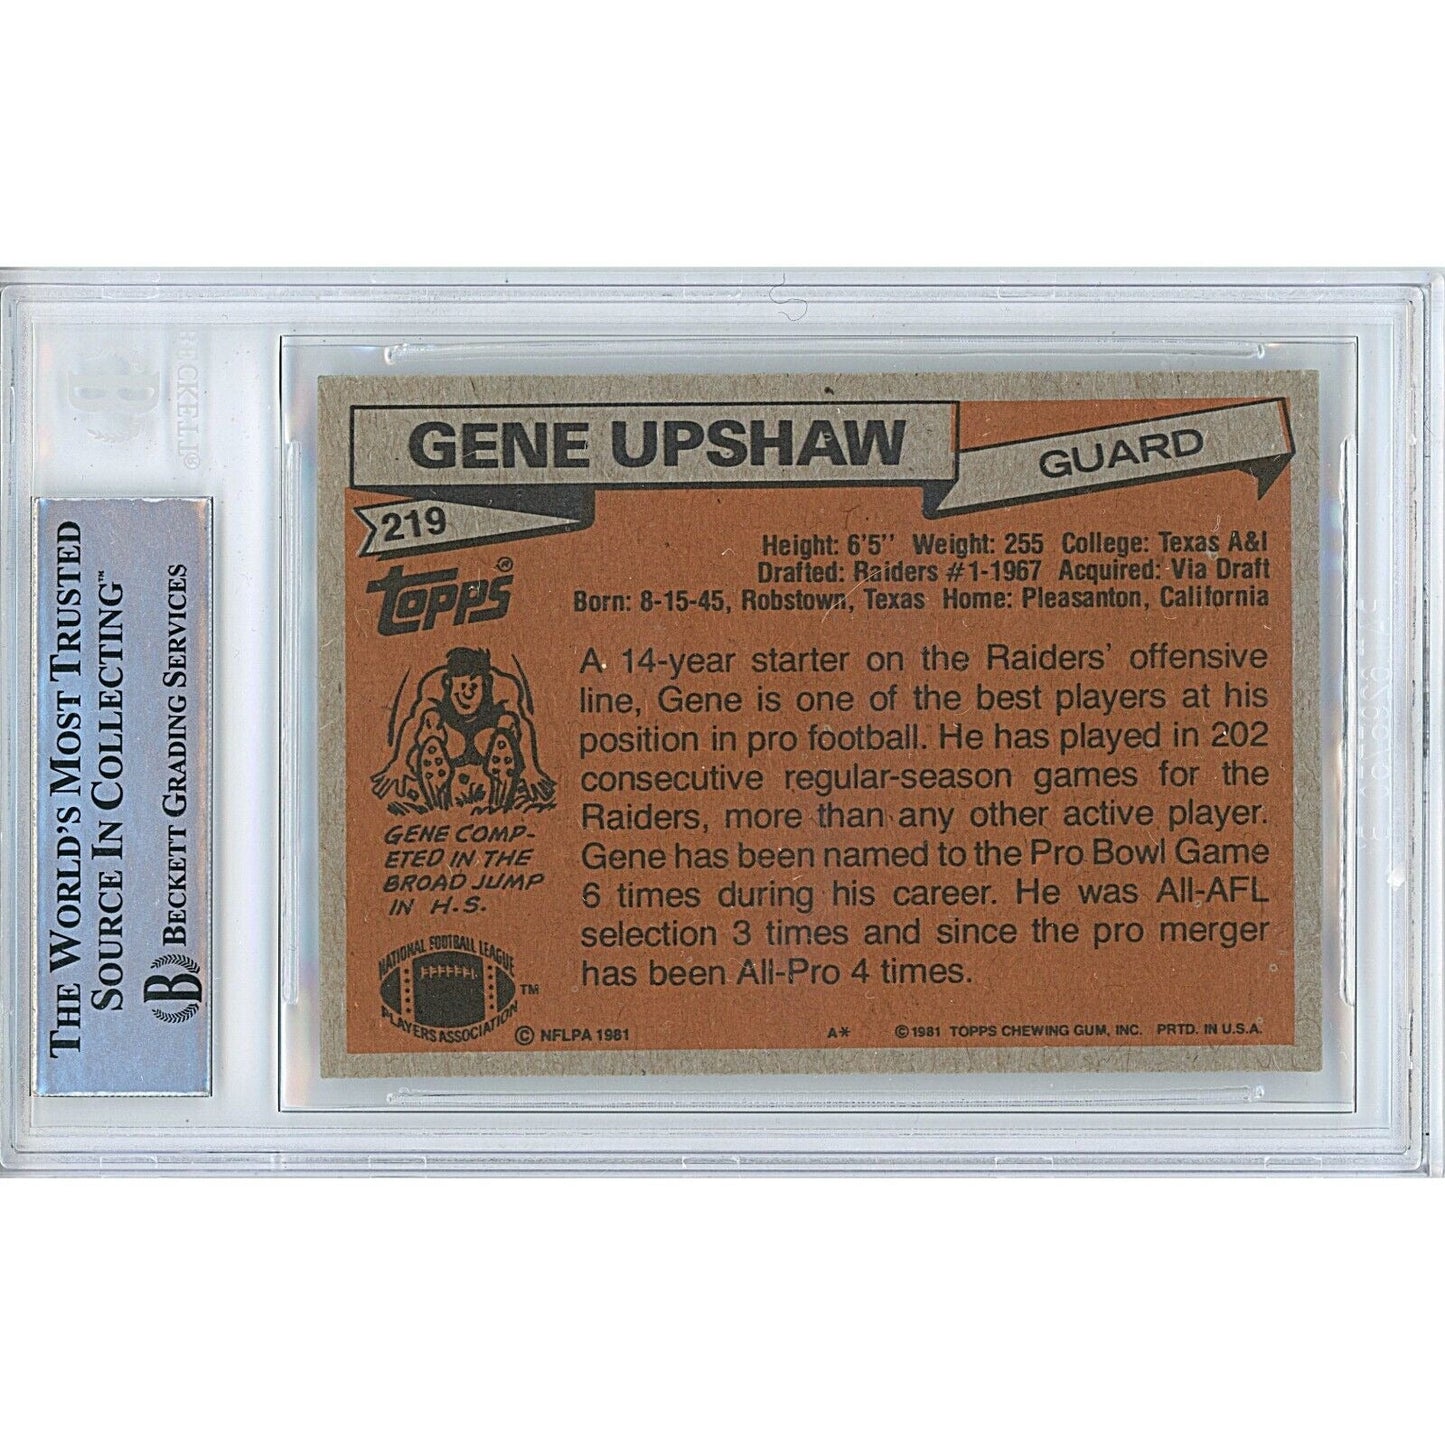 GENE UPSHAW
GUARD
219
TOPPS®
Height: 6'5'' Weight: 255 College: Texas A&I
Drafted: Raiders #1-1967 Acquired: Via Draft
Born: 8-15-45, Robstown, Texas Home: Pleasanton, California
A 14-year starter on the Raiders' offensive
line, Gene is one of the best players at his
position in pro football. He has played in 202
consecutive regular-season games for the
Raiders, more than any other active player.
Gene has been named to the Pro Bowl Game
6 times during his career. He was All-AFL
selection 3 times and since the pro merger
has been All-Pro 4 times.
GENE COMP-
ETED IN THE
BROAD JUMP
IN H.S.
NATIONAL FOOTBALL LEAGUE
PLAYERS ASSOCIATION
TM
© NFLPA 1981
A*
© 1981 TOPPS CHEWING GUM, INC. PRTD. IN U.S.A.
THE WORLD'S MOST TRUSTED
SOURCE IN COLLECTING™
B BECKETT GRADING SERVICES
B
BECKETT®